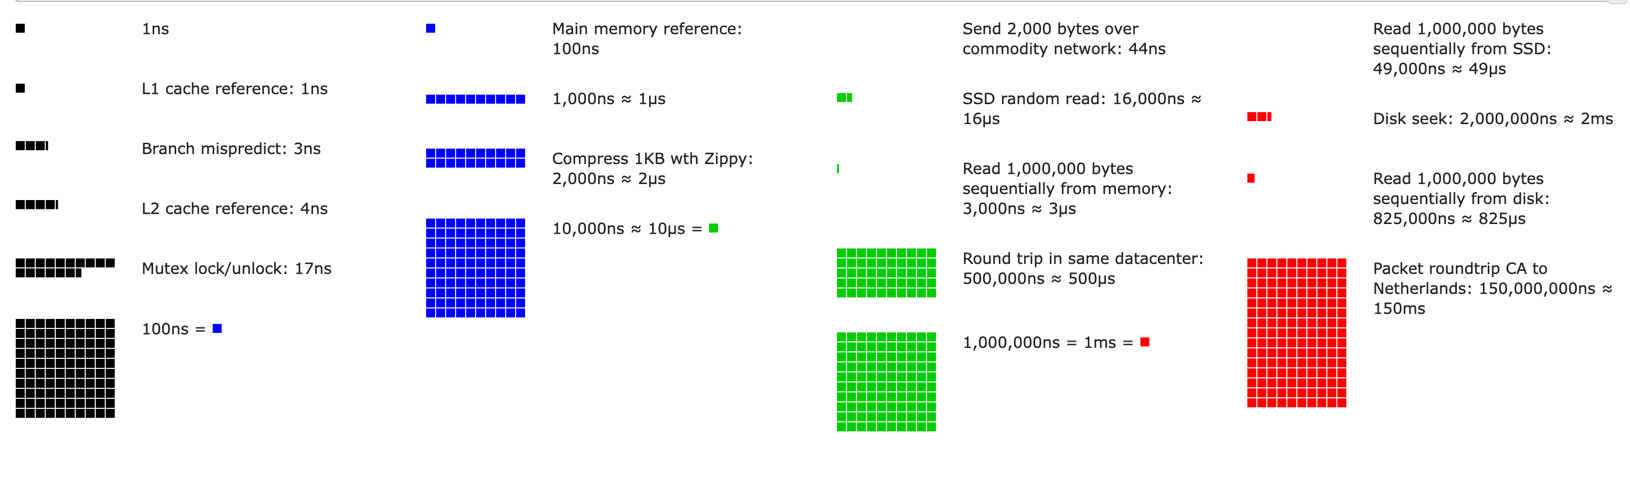 1ns
L1 cache reference: 1ns
Branch mispredict: 3ns
L2 cache reference: 4ns
Mutex lock/unlock: 17ns
100ns =
Main memory reference:
100ns
1,000ns ≈ 1μs
Compress 1KB wth Zippy:
2,000ns ≈ 2μs
10,000ns ≈ 10μs =
Send 2,000 bytes over
commodity network: 44ns
SSD random read: 16,000ns ≈
16μs
Read 1,000,000 bytes
sequentially from memory:
3,000ns ≈ 3μs
Round trip in same datacenter:
500,000ns ≈ 500μs
1,000,000ns = 1ms =
Read 1,000,000 bytes
sequentially from SSD:
49,000ns ≈ 49μs
Disk seek: 2,000,000ns ≈ 2ms
Read 1,000,000 bytes
sequentially from disk:
825,000ns ≈ 825μs
Packet roundtrip CA to
Netherlands: 150,000,000ns ≈
150ms